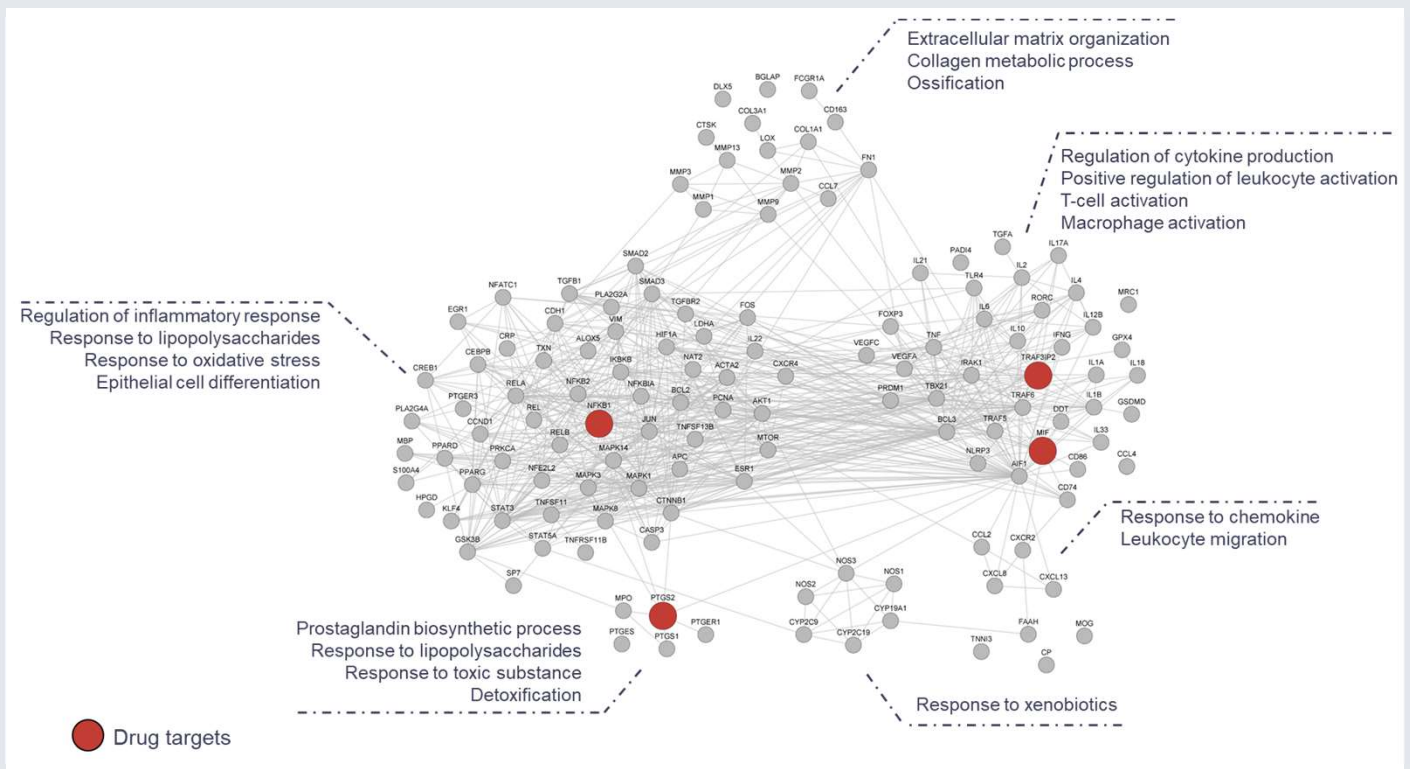 Extracellular matrix organization
Collagen metabolic process
Ossification
Regulation of cytokine production
Positive regulation of leukocyte activation
T-cell activation
Macrophage activation
Regulation of inflammatory response
Response to lipopolysaccharides
Response to oxidative stress
Epithelial cell differentiation
Response to chemokine
Leukocyte migration
Prostaglandin biosynthetic process
Response to lipopolysaccharides
Response to toxic substance
Detoxification
Response to xenobiotics
Drug targets
BGLAP
FCGR1A
DLX5
COL3A1
CD163
CTSK
LOX
COL1A1
MMP13
FN1
MMP3
MMP2
MMP1
CCL7
MMP9
SMAD2
NFATC1
TGFB1
SMAD3
PLA2G2A
TGFBR2
FOS
EGR1
CDH1
VIM
LDHA
CRP
ALOX5
HIF1A
IL22
CEBPB
TXN
IKBKB
NAT2
ACTA2
CXCR4
CREB1
RELA
NFKB2
NFKBIA
BCL2
PTGER3
NFKB1
PCNA
AKT1
PLA2G4A
REL
JUN
CCND1
RELB
TNFSF13B
MBP
PPARD
PRKCA
MAPK14
MTOR
S100A4
PPARG
NFE2L2
MAPK3
MAPK1
APC
ESR1
HPGD
KLF4
STAT3
TNFSF11
MAPK8
CTNNB1
GSK3B
STAT5A
TNFRSF11B
CASP3
SP7
TGFA
IL17A
PADI4
IL21
TLR4
IL2
IL4
MRC1
IL6
RORC
FOXP3
IL10
IL12B
TNF
IFNG
GPX4
VEGFC
VEGFA
IRAK1
TRAF3IP2
IL1A
IL18
PRDM1
TBX21
TRAF6
IL1B
GSDMD
BCL3
TRAF5
DDT
MIF
IL33
NLRP3
AIF1
CD86
CCL4
CD74
CCL2
CXCR2
CXCL8
CXCL13
NOS3
NOS2
NOS1
CYP19A1
CYP2C9
CYP2C19
MPO
PTGS2
PTGES
PTGS1
PTGER1
FAAH
MOG
TNNI3
CP